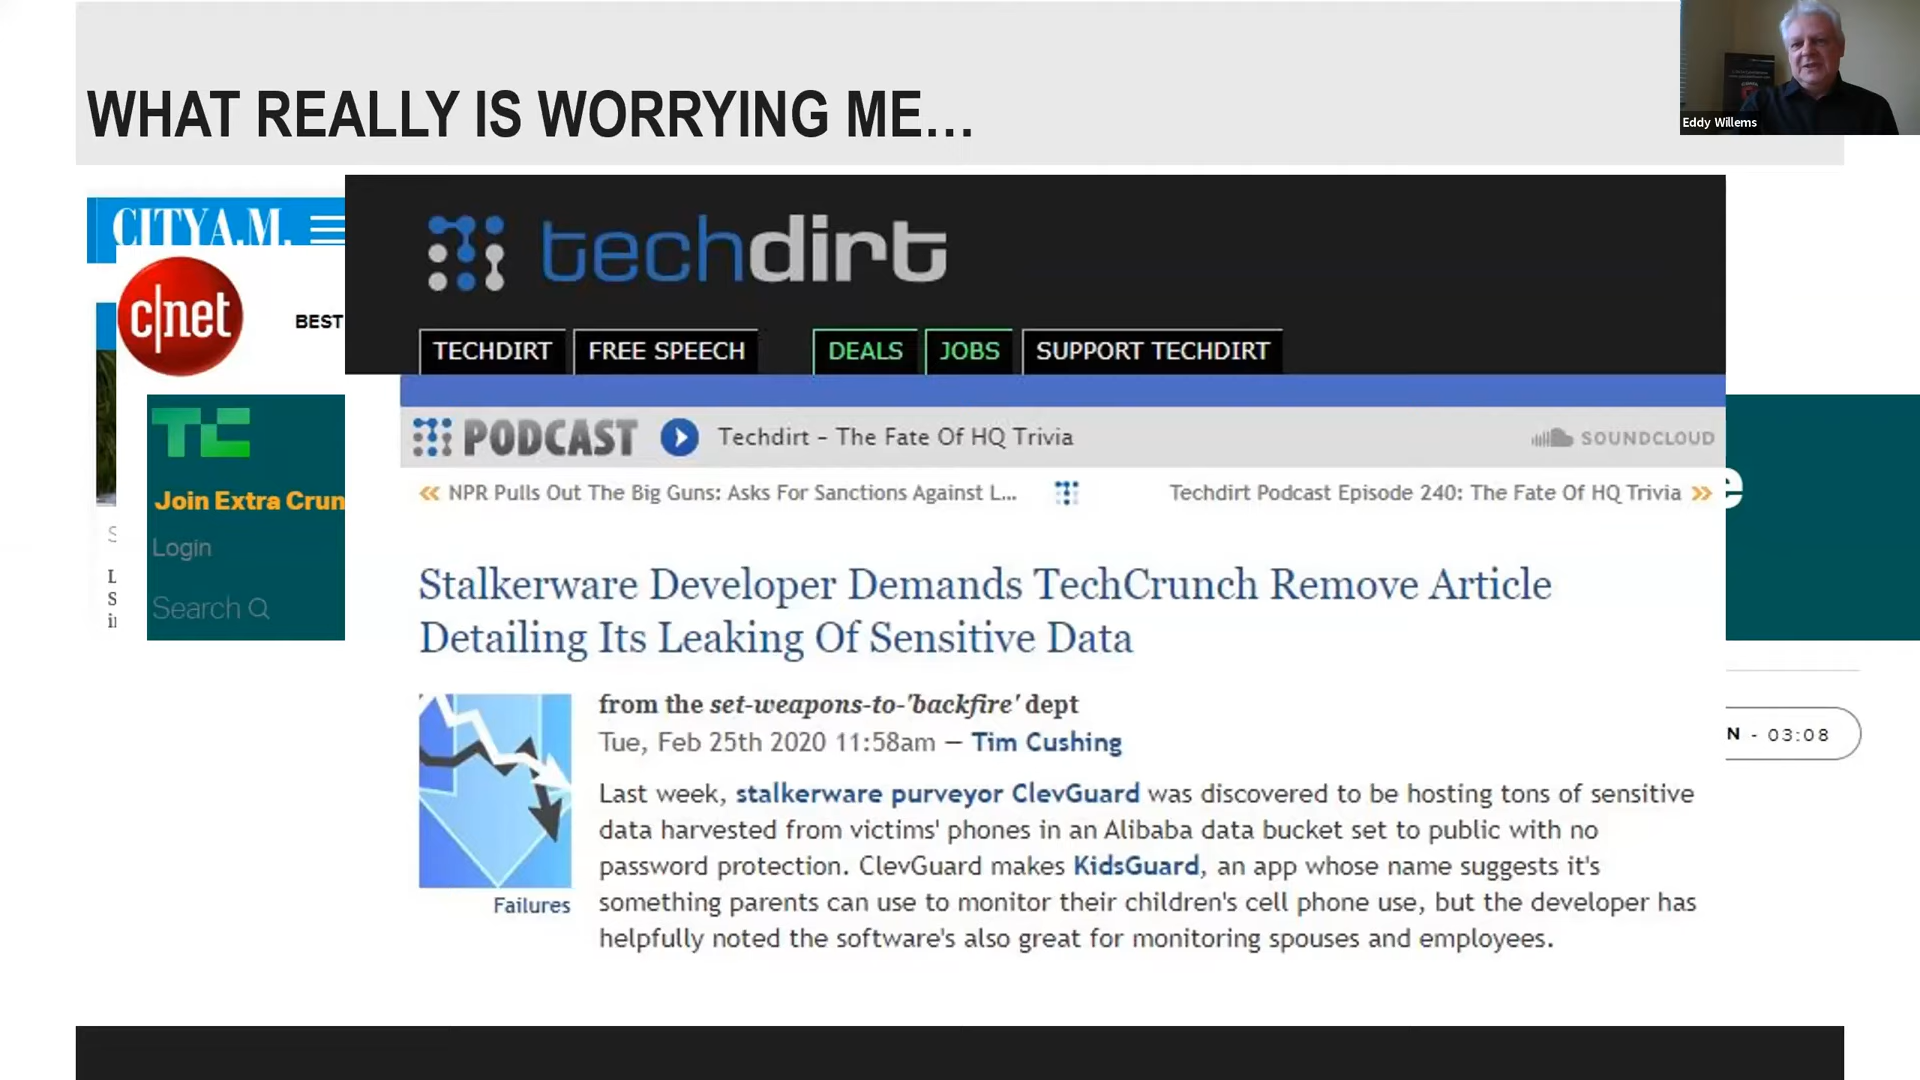 WHAT REALLY IS WORRYING ME...
Eddy Willems
CITYA.M.
c|net
BEST
TC
Join Extra Crun
Login
Search
techdirt
TECHDIRT
FREE SPEECH
DEALS
JOBS
SUPPORT TECHDIRT
PODCAST
Techdirt - The Fate Of HQ Trivia
SOUNDCLOUD
« NPR Pulls Out The Big Guns: Asks For Sanctions Against L...
Techdirt Podcast Episode 240: The Fate Of HQ Trivia »
Stalkerware Developer Demands TechCrunch Remove Article
Detailing Its Leaking Of Sensitive Data
from the set-weapons-to-'backfire' dept
Tue, Feb 25th 2020 11:58am — Tim Cushing
Last week, stalkerware purveyor ClevGuard was discovered to be hosting tons of sensitive
data harvested from victims' phones in an Alibaba data bucket set to public with no
password protection. ClevGuard makes KidsGuard, an app whose name suggests it's
something parents can use to monitor their children's cell phone use, but the developer has
helpfully noted the software's also great for monitoring spouses and employees.
Failures
e
N - 03:08